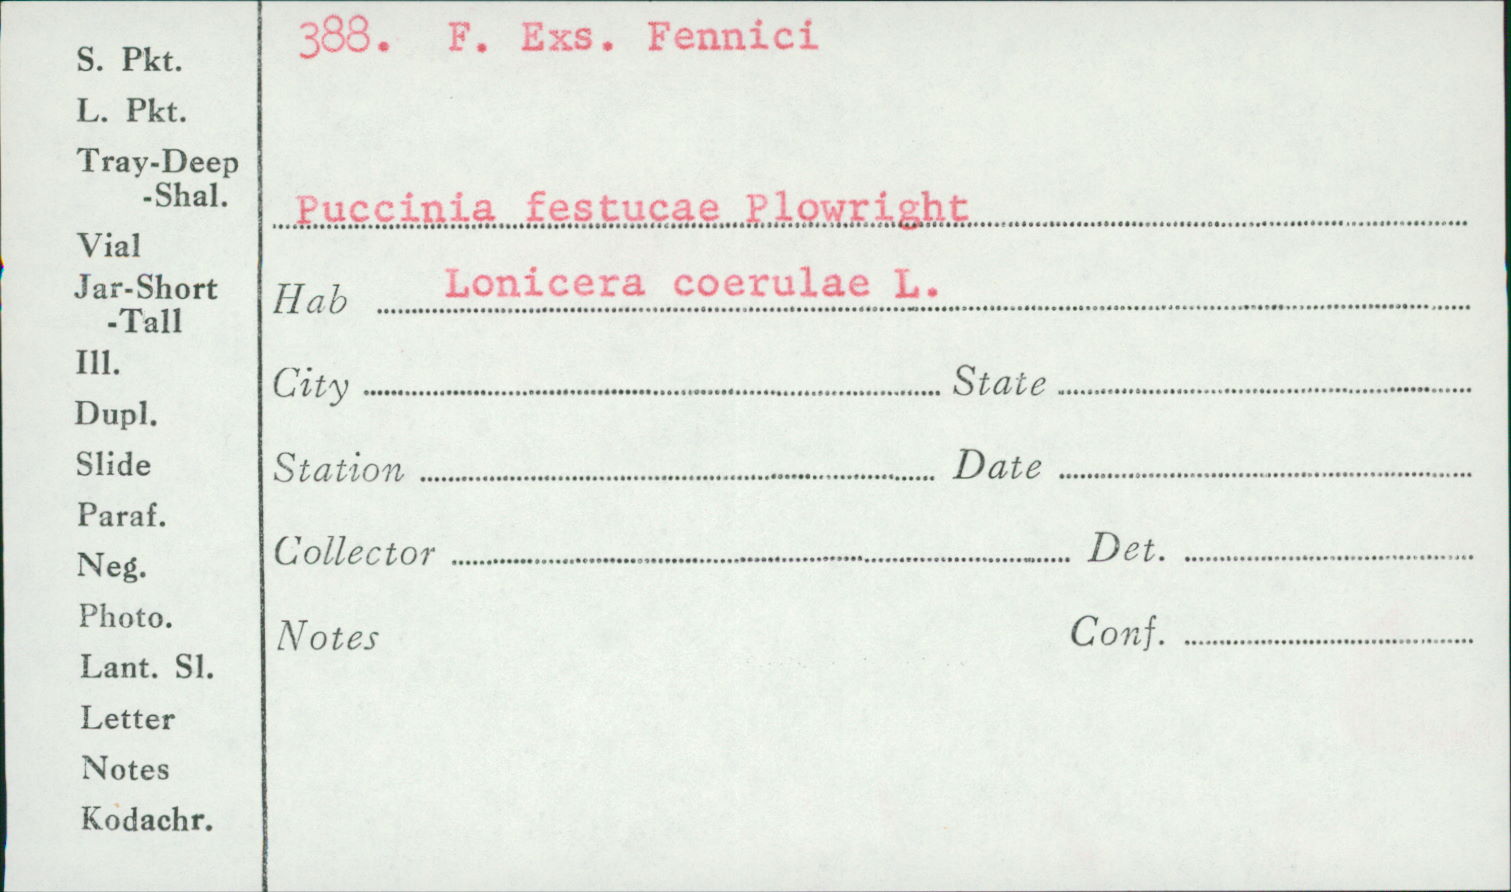 388. F. Exs. Fennici
Puccinia festucae Plowright
Hab Lonicera coerulae L.
City State
Station Date
Collector Det.
Notes Conf.
S. Pkt.
L. Pkt.
Tray-Deep
-Shal.
Vial
Jar-Short
-Tall
Ill.
Dupl.
Slide
Paraf.
Neg.
Photo.
Lant. Sl.
Letter
Notes
Kodachr.